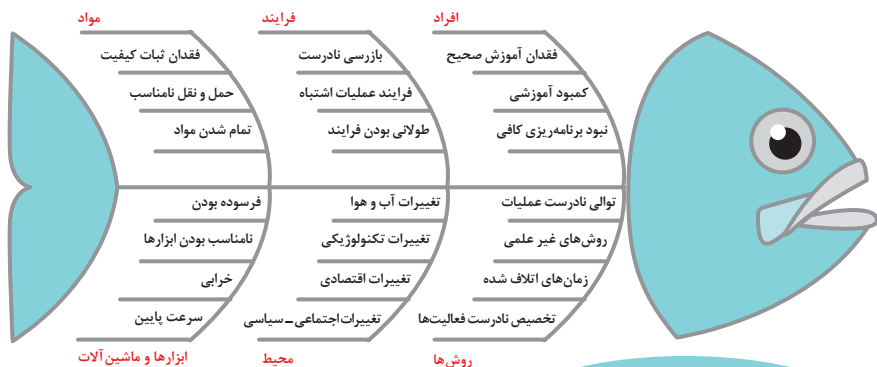 افراد
فقدان آموزش صحیح
کمبود آموزشی
نبود برنامه‌ریزی کافی
فرایند
بازرسی نادرست
فرایند عملیات اشتباه
طولانی بودن فرایند
مواد
فقدان ثبات کیفیت
حمل و نقل نامناسب
تمام شدن مواد
توالی نادرست عملیات
روش‌های غیر علمی
زمان‌های اتلاف شده
تخصیص نادرست فعالیت‌ها
روش‌ها
تغییرات آب و هوا
تغییرات تکنولوژیکی
تغییرات اقتصادی
تغییرات اجتماعی ـ سیاسی
محیط
فرسوده بودن
نامناسب بودن ابزارها
خرابی
سرعت پایین
ابزارها و ماشین‌آلات